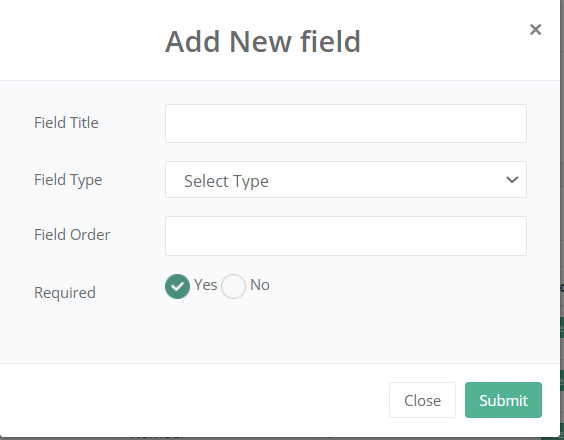 Add New field
×
Field Title
Field Type
Select Type
Field Order
Required
Yes No
Close
Submit